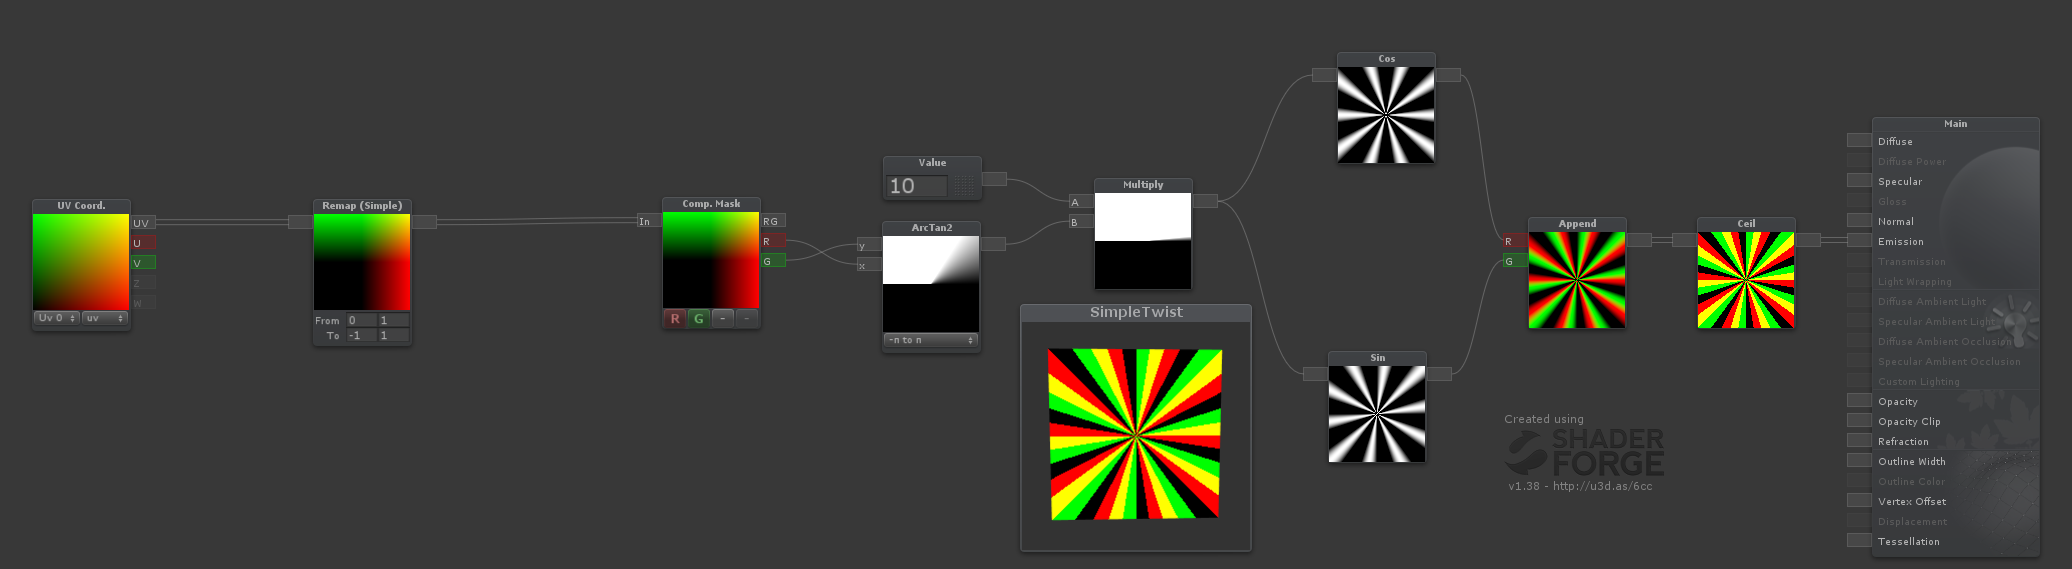 UV Coord.
UV
U
V
Z
W
Uv 0
uv
Remap (Simple)
From 0 1
To -1 1
Comp. Mask
In
RG
R
G
R G - -
Value
10
ArcTan2
y
x
-π to π
Multiply
A
B
SimpleTwist
Cos
Sin
Append
R
G
Ceil
Created using
SHADER
FORGE
v1.38 - http://u3d.as/6cc
Main
Diffuse
Diffuse Power
Specular
Gloss
Normal
Emission
Transmission
Light Wrapping
Diffuse Ambient Light
Specular Ambient Light
Diffuse Ambient Occlusion
Specular Ambient Occlusion
Custom Lighting
Opacity
Opacity Clip
Refraction
Outline Width
Outline Color
Vertex Offset
Displacement
Tessellation